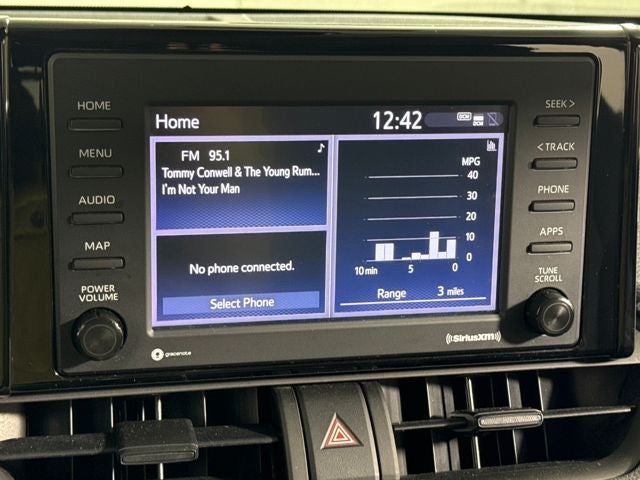 HOME
MENU
AUDIO
MAP
POWER
VOLUME
Home
12:42
DCM
FM 95.1
Tommy Conwell & The Young Rum...
I'm Not Your Man
No phone connected.
Select Phone
MPG
40
30
20
10
0
10 min 5 0
Range 3 miles
SEEK >
< TRACK
PHONE
APPS
TUNE
SCROLL
gracenote
((SiriusXM))